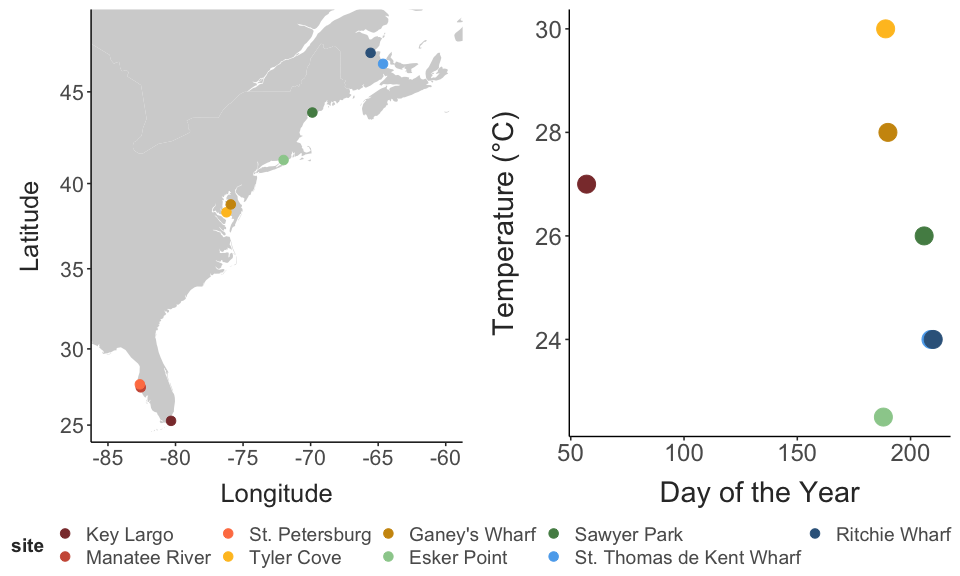 45
40
35
30
25
Latitude
-85 -80 -75 -70 -65 -60
Longitude
30
28
26
24
Temperature (°C)
50 100 150 200
Day of the Year
site
Key Largo St. Petersburg Ganey's Wharf Sawyer Park Ritchie Wharf
Manatee River Tyler Cove Esker Point St. Thomas de Kent Wharf